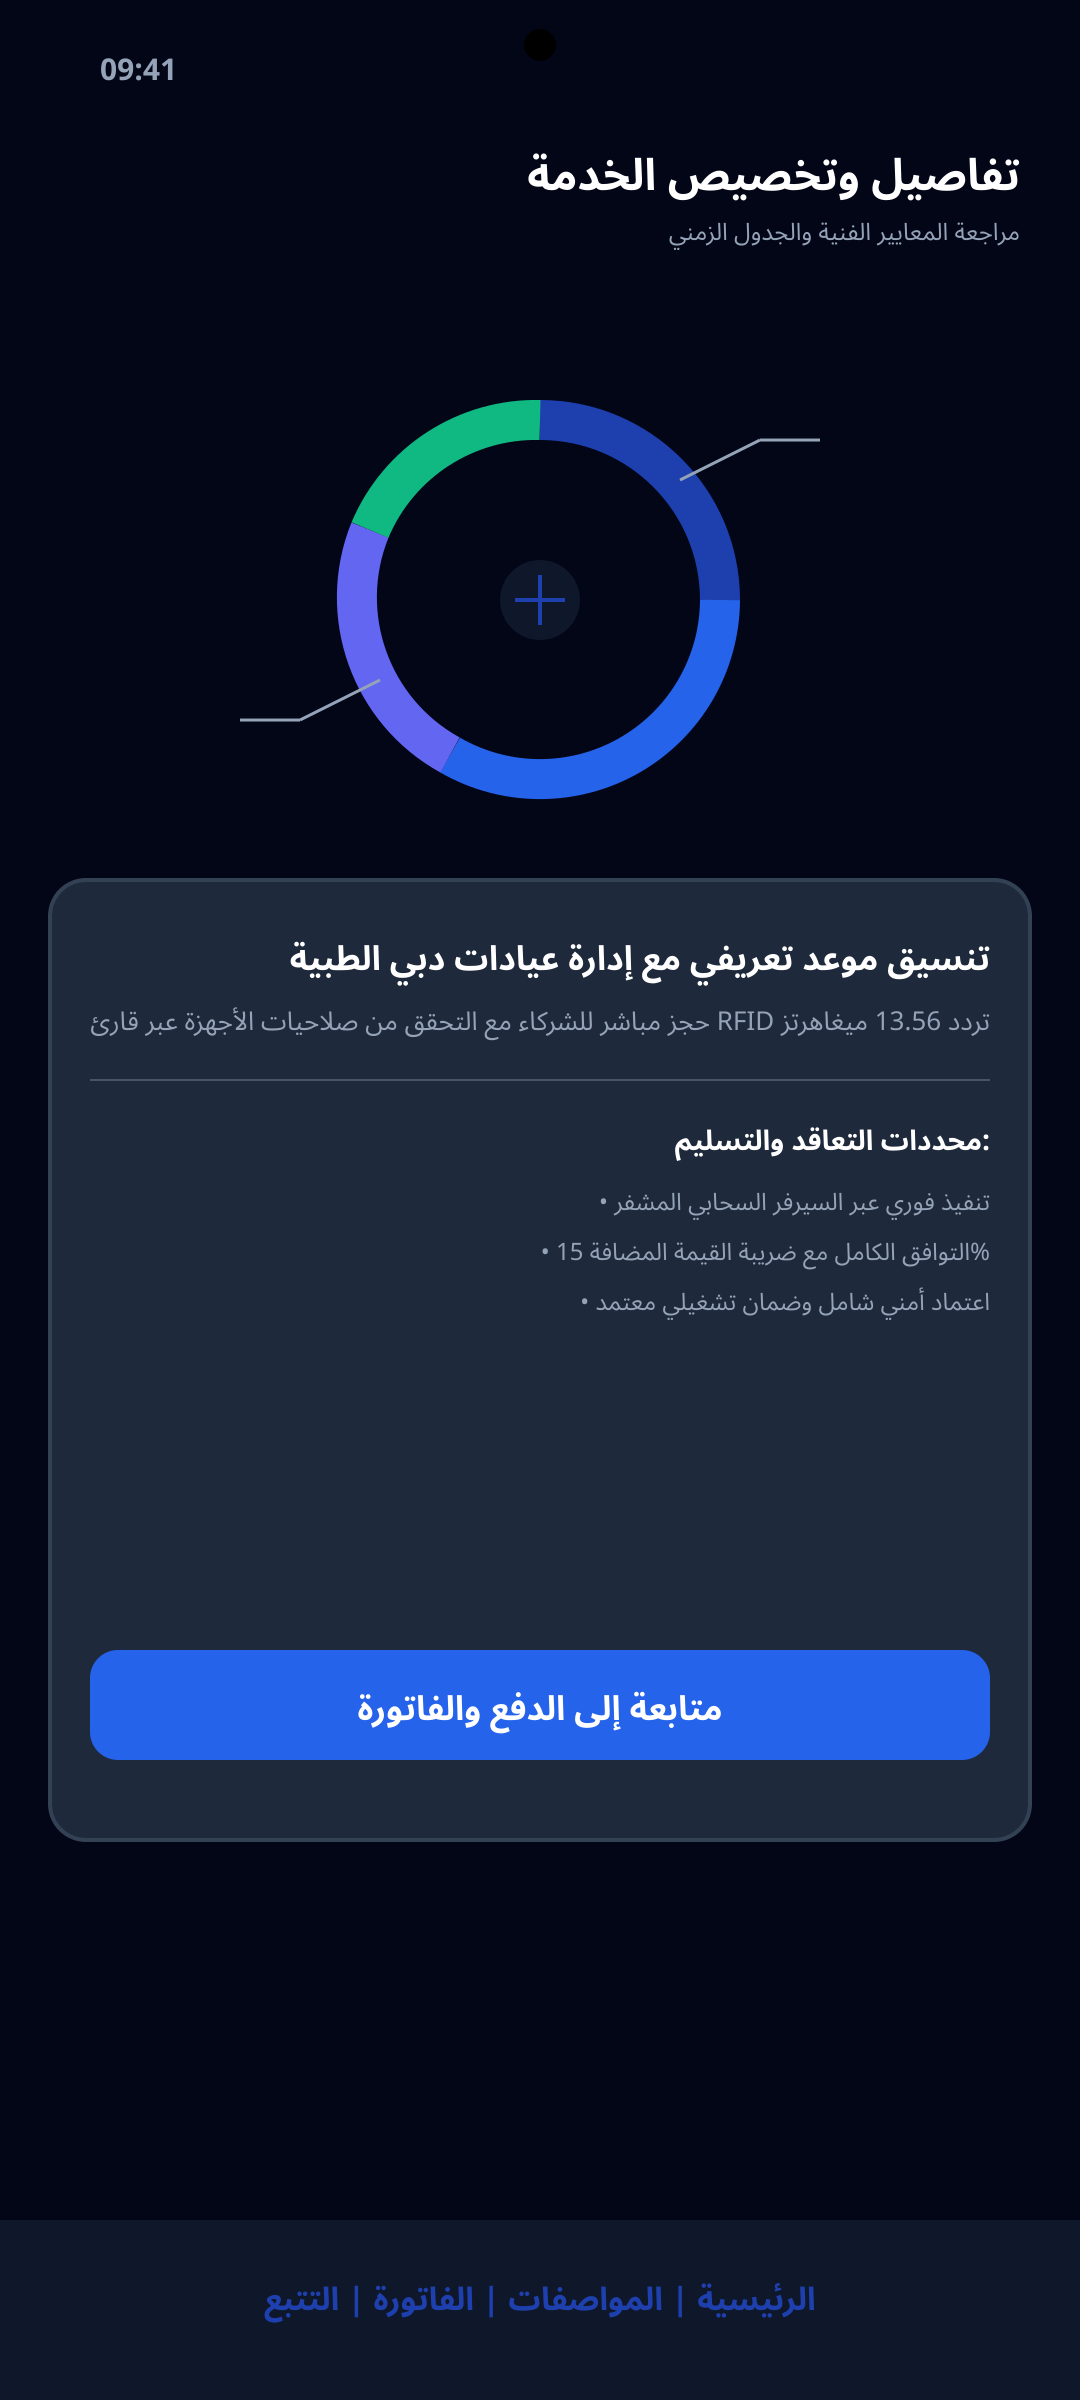 09:41
تفاصيل وتخصيص الخدمة
مراجعة المعايير الفنية والجدول الزمني
تنسيق موعد تعريفي مع إدارة عيادات دبي الطبية
حجز مباشر للشركاء مع التحقق من صلاحيات الأجهزة عبر قارئ RFID تردد 13.56 ميغاهرتز
محددات التعاقد والتسليم:
• تنفيذ فوري عبر السيرفر السحابي المشفر
• التوافق الكامل مع ضريبة القيمة المضافة 15%
• اعتماد أمني شامل وضمان تشغيلي معتمد
متابعة إلى الدفع والفاتورة
الرئيسية | المواصفات | الفاتورة | التتبع